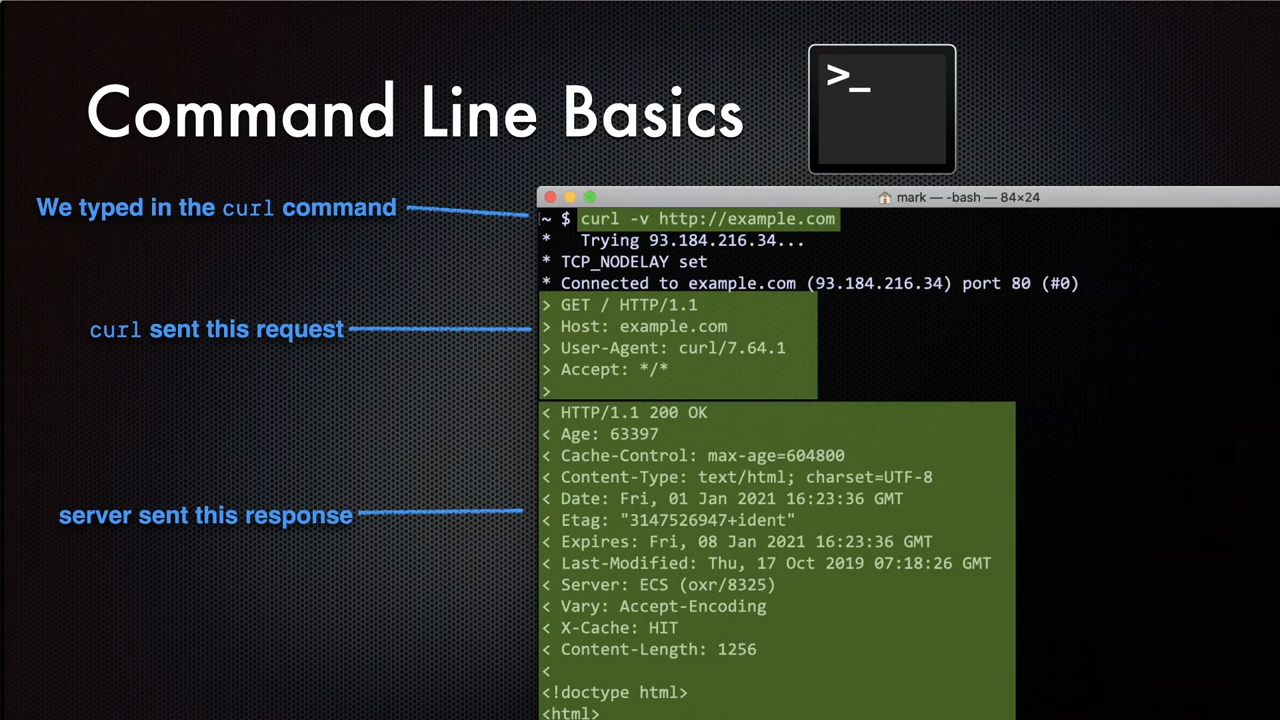 Command Line Basics
>_
We typed in the curl command
curl sent this request
server sent this response
mark — -bash — 84×24
~ $ curl -v http://example.com
*   Trying 93.184.216.34...
* TCP_NODELAY set
* Connected to example.com (93.184.216.34) port 80 (#0)
> GET / HTTP/1.1
> Host: example.com
> User-Agent: curl/7.64.1
> Accept: */*
>
< HTTP/1.1 200 OK
< Age: 63397
< Cache-Control: max-age=604800
< Content-Type: text/html; charset=UTF-8
< Date: Fri, 01 Jan 2021 16:23:36 GMT
< Etag: "3147526947+ident"
< Expires: Fri, 08 Jan 2021 16:23:36 GMT
< Last-Modified: Thu, 17 Oct 2019 07:18:26 GMT
< Server: ECS (oxr/8325)
< Vary: Accept-Encoding
< X-Cache: HIT
< Content-Length: 1256
<
<!doctype html>
<html>